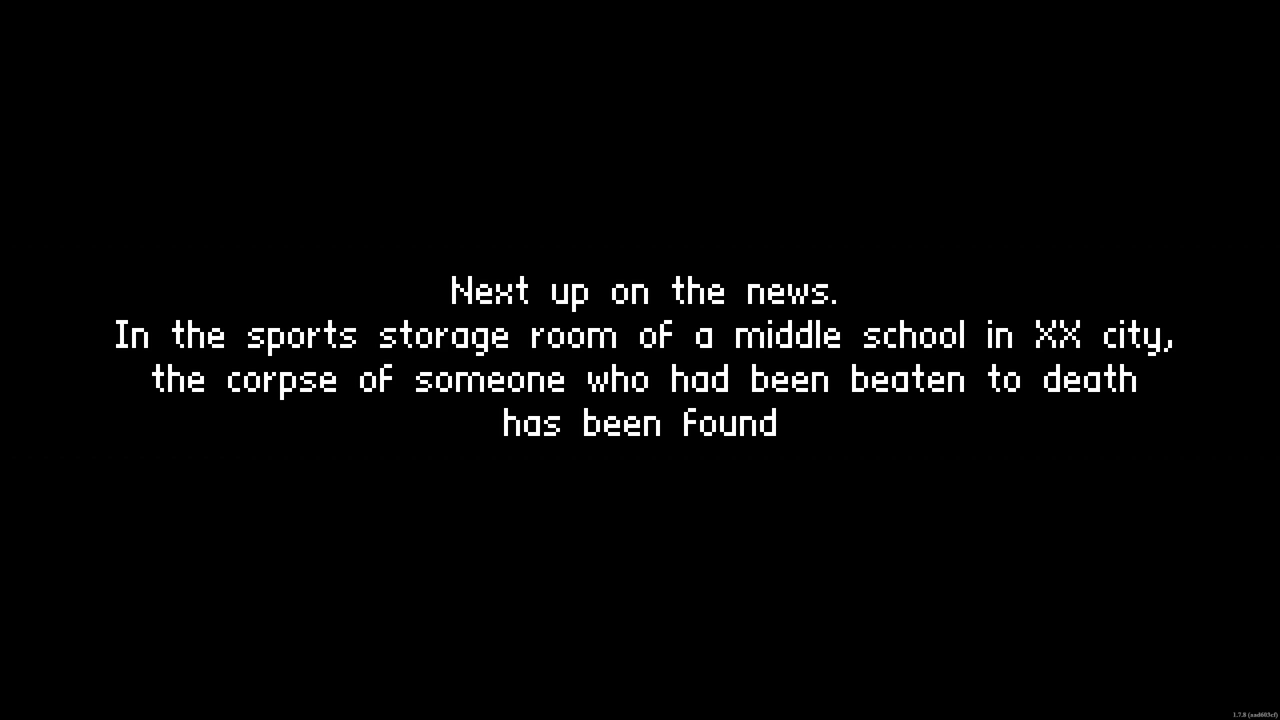 Next up on the news.
In the sports storage room of a middle school in XX city,
the corpse of someone who had been beaten to death
has been found